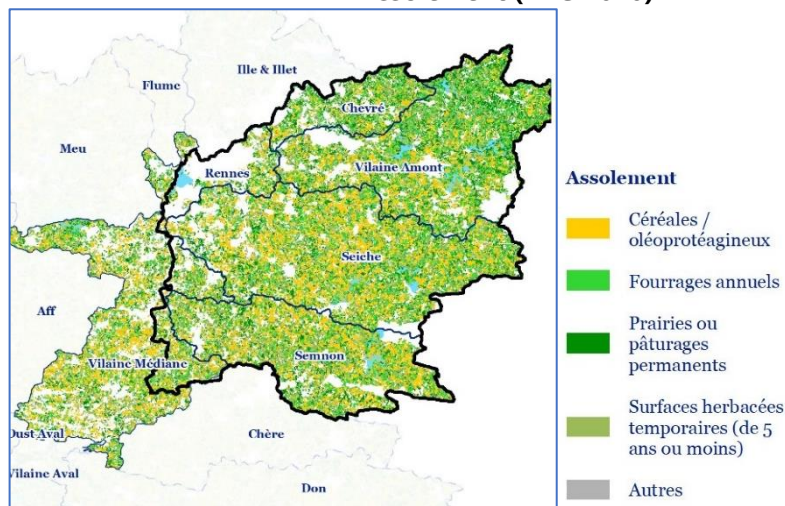 Ille & Illet
Flume
Chevré
Meu
Rennes
Vilaine Amont
Assolement
Céréales /
oléoprotéagineux
Seiche
Fourrages annuels
Aff
Prairies ou
pâturages
permanents
Vilaine Médiane
Semnon
Surfaces herbacées
temporaires (de 5
ans ou moins)
Oust Aval
Chère
Vilaine Aval
Don
Autres